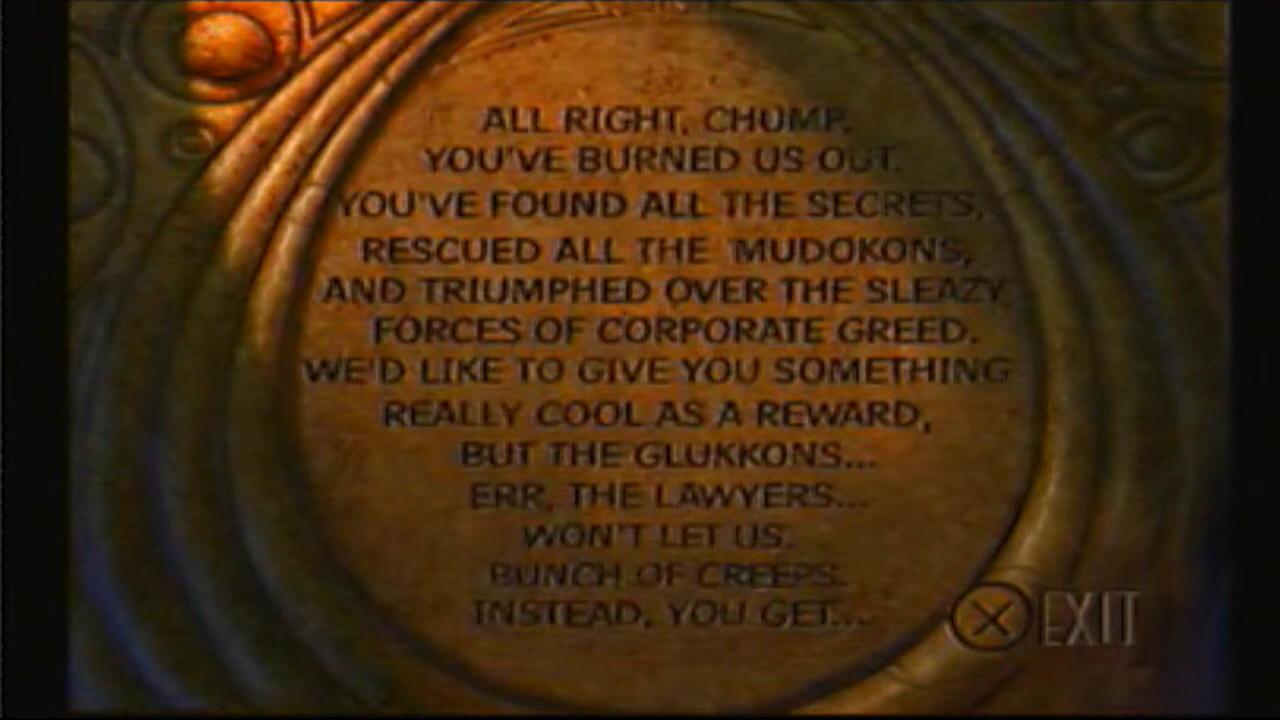 ALL RIGHT, CHUMP,
YOU'VE BURNED US OUT.
YOU'VE FOUND ALL THE SECRETS,
RESCUED ALL THE MUDOKONS,
AND TRIUMPHED OVER THE SLEAZY
FORCES OF CORPORATE GREED.
WE'D LIKE TO GIVE YOU SOMETHING
REALLY COOL AS A REWARD,
BUT THE GLUKKONS...
ERR, THE LAWYERS...
WON'T LET US.
BUNCH OF CREEPS.
INSTEAD, YOU GET...
EXIT